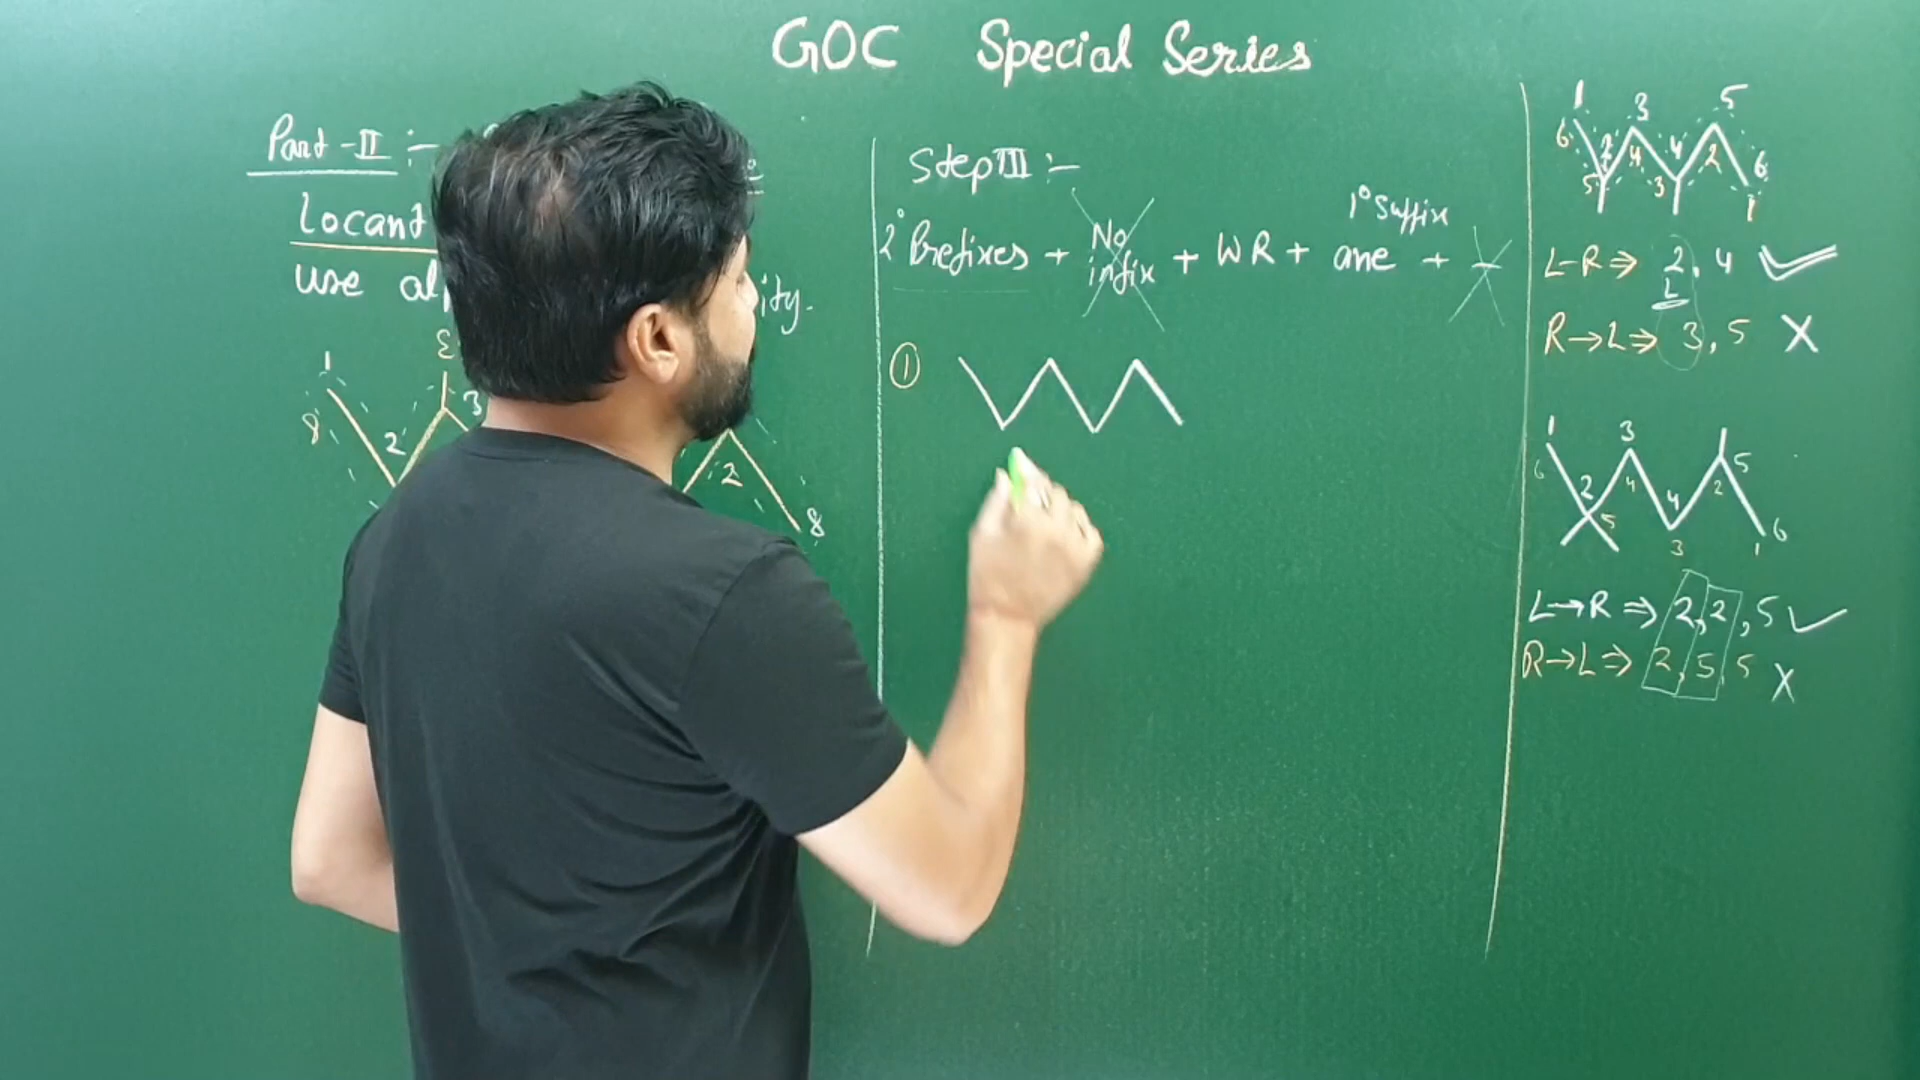 GOC Special Series
Part-II :-
Locant
use
ity.
1
3
8
2
2
8
Step III :-
1° Suffix
2° Prefixes + No infix + WR + ane +
①
1 3 5
6 2 4 4 2 6
5 3 1
L-R ⇒ 2, 4 ✓
L
R→L ⇒ 3, 5 X
1 3 5
6 2 4 4 2
5 3 1 6
L→R ⇒ 2, 2, 5 ✓
R→L ⇒ 2, 5, 5 X